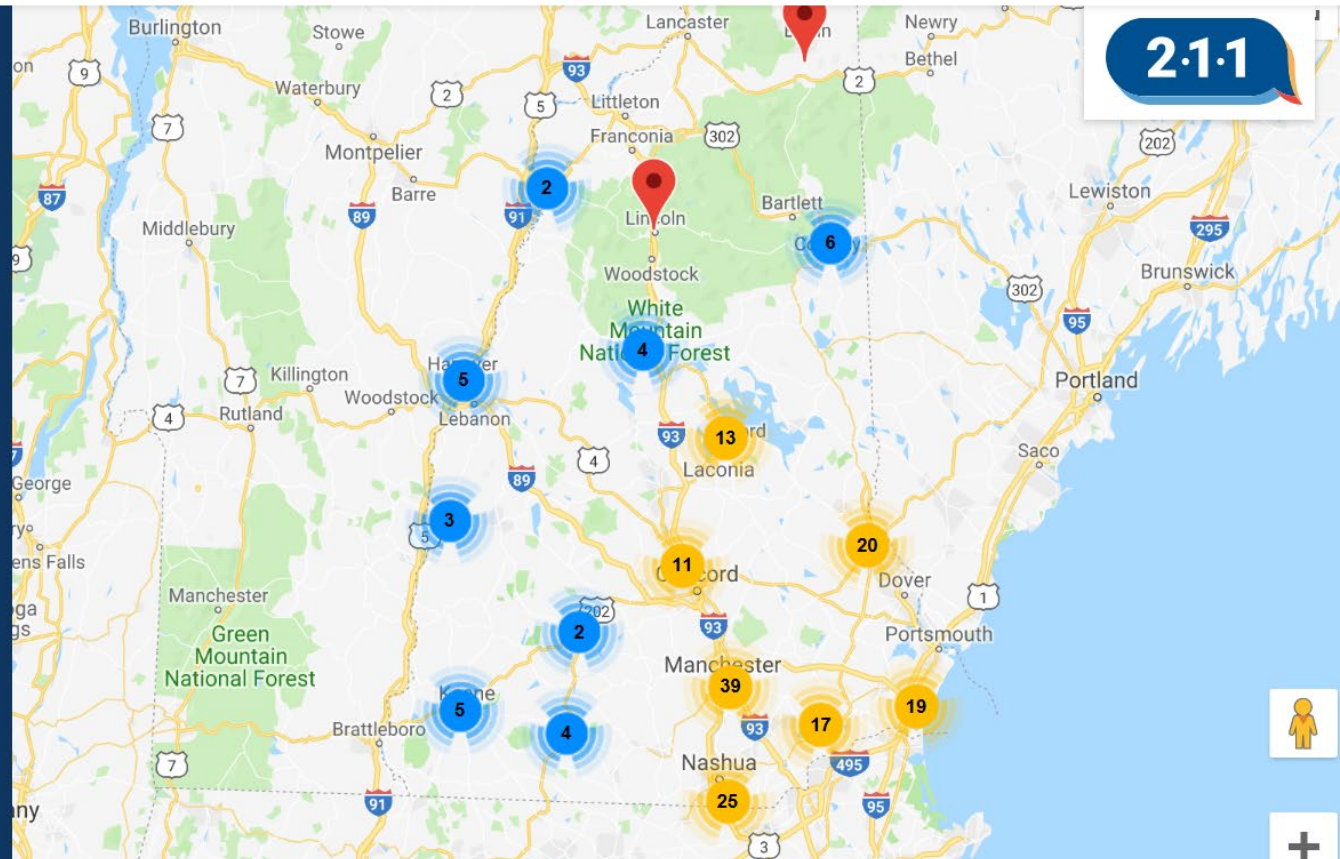 Burlington
Stowe
Lancaster
Newry
Bethel
2·1·1
9
93
2
Waterbury
2
5
Littleton
7
Franconia
302
202
Montpelier
Barre
2
Lewiston
87
89
91
Lincoln
Bartlett
295
Middlebury
6
Woodstock
Brunswick
302
White
Mountain
National Forest
95
4
7
Killington
5
Portland
Woodstock
4
Rutland
Lebanon
93
13
Saco
4
Laconia
George
89
3
5
20
11
Dover
1
Manchester
202
2
93
Portsmouth
Green
Mountain
National Forest
Manchester
39
5
19
Brattleboro
4
93
17
7
Nashua
495
91
25
95
3
+